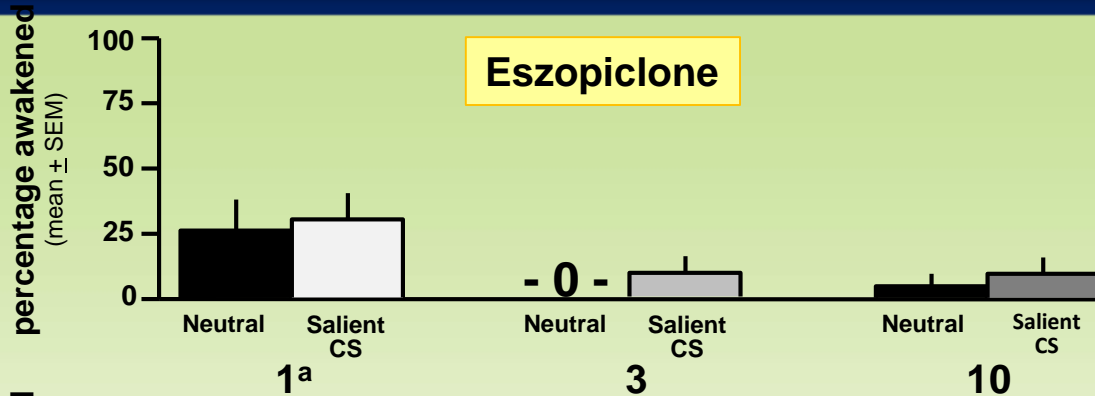 percentage awakened
(mean ± SEM)
100
75
50
25
0
Eszopiclone
- 0 -
Neutral Salient CS
Neutral Salient CS
Neutral Salient CS
1a 3 10